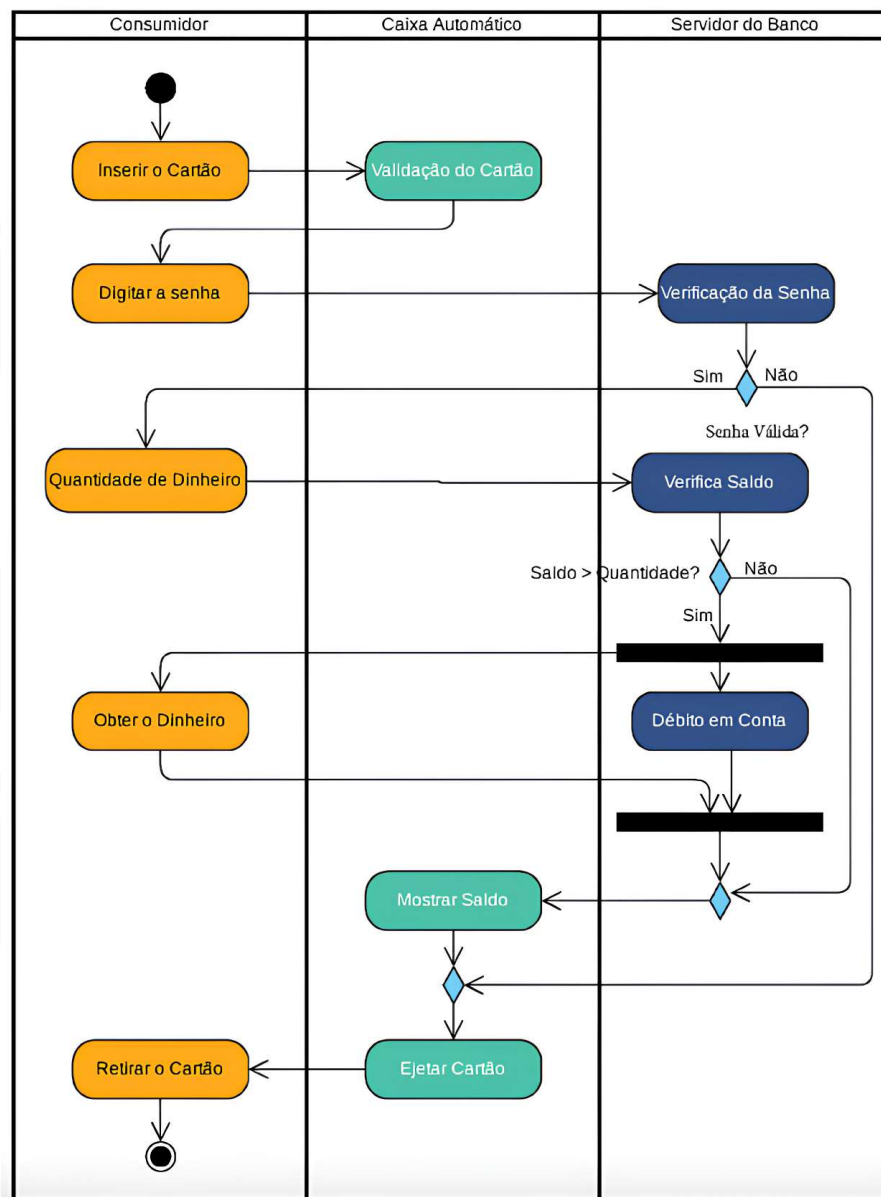 Consumidor
Caixa Automático
Servidor do Banco
Inserir o Cartão
Validação do Cartão
Digitar a senha
Verificação da Senha
Sim
Não
Senha Válida?
Quantidade de Dinheiro
Verifica Saldo
Saldo > Quantidade?
Não
Sim
Obter o Dinheiro
Débito em Conta
Mostrar Saldo
Retirar o Cartão
Ejetar Cartão